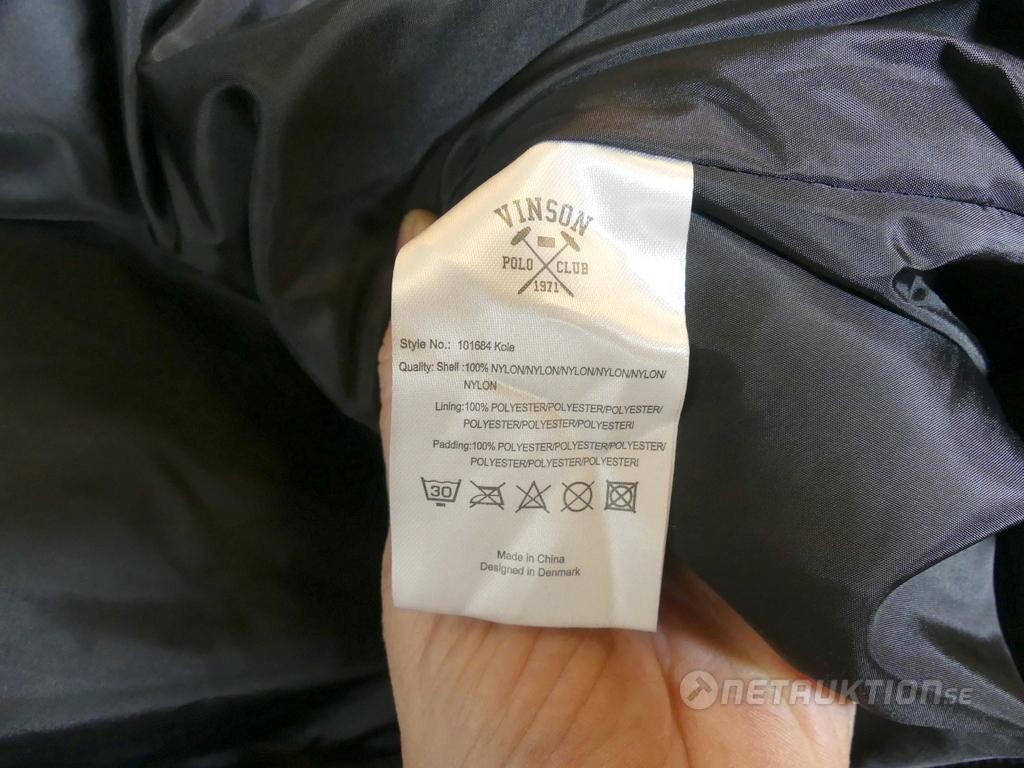 VINSON
POLO CLUB
1971
Style No.: 101684 Kole
Quality: Shell :100% NYLON/NYLON/NYLON/NYLON/NYLON/
NYLON
Lining:100% POLYESTER/POLYESTER/POLYESTER/
POLYESTER/POLYESTER/POLYESTERI
Padding:100% POLYESTER/POLYESTER/POLYESTER/
POLYESTER/POLYESTER/POLYESTERI
30
Made in China
Designed in Denmark
NETAUKTION.SE